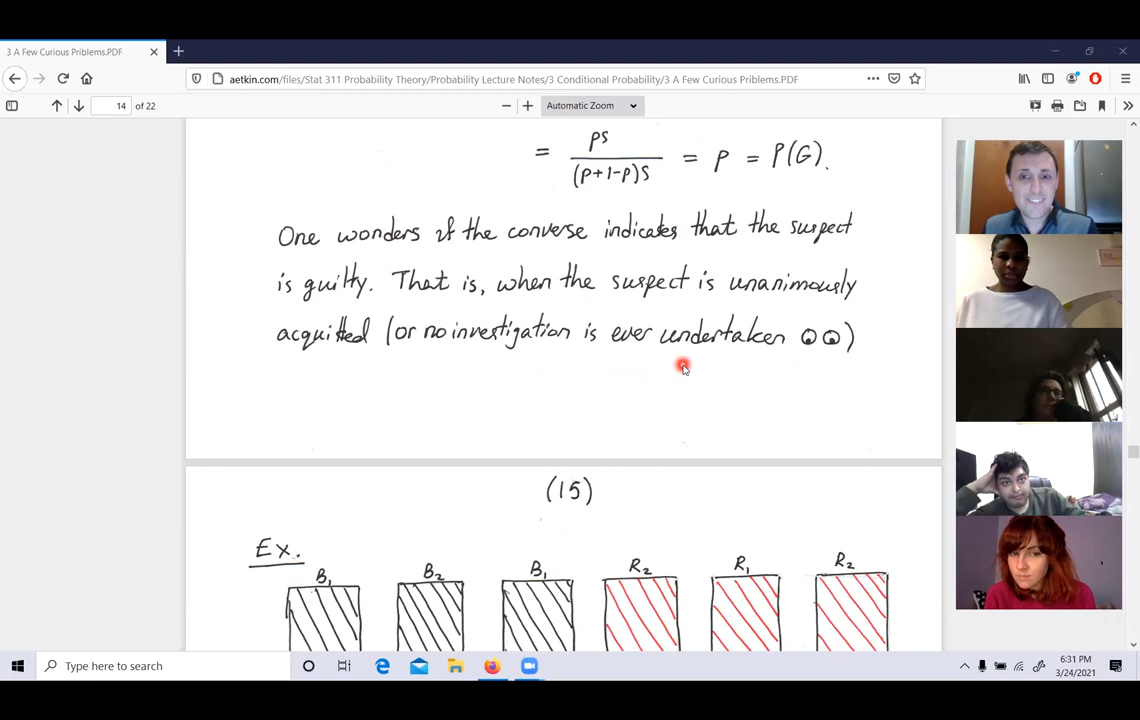 3 A Few Curious Priblems.PDF
aetkin.com/files/Stat 311 Probability Theory/Probability Lecture Notes/3 Conditional Probability/3 A Few Curious Priblems.PDF
14 of 22
Automatic Zoom
= ps / (p+1-p)s = p = P(G).
One wonders if the converse indicates that the suspect
is guilty. That is, when the suspect is unanimously
acquitted (or no investigation is ever undertaken 👀)
(15)
Ex.
B₁ B₂ B₁ R₂ R₁ R₂
Type here to search
6:31 PM
3/24/2021